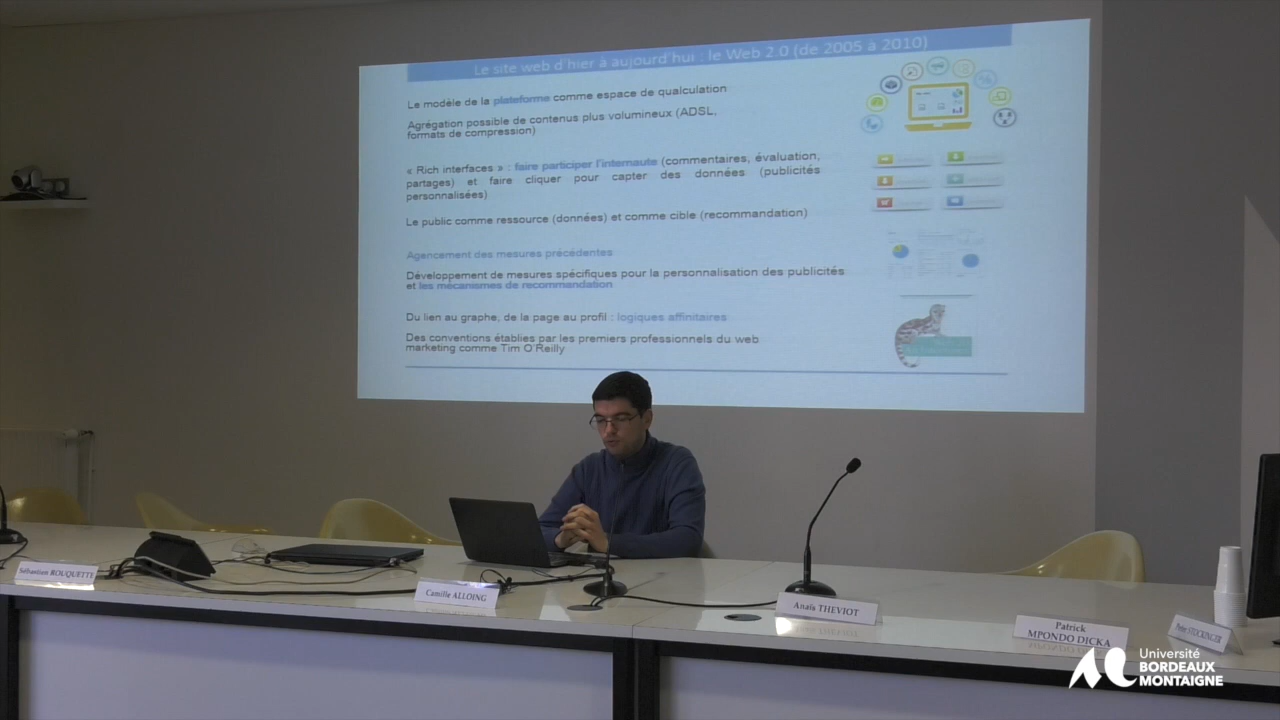 Le site web d'hier à aujourd'hui : le Web 2.0 (de 2005 à 2010)
Le modèle de la plateforme comme espace de qualculation
Agrégation possible de contenus plus volumineux (ADSL,
formats de compression)
« Rich interfaces » : faire participer l'internaute (commentaires, évaluation,
partages) et faire cliquer pour capter des données (publicités
personnalisées)
Le public comme ressource (données) et comme cible (recommandation)
Agencement des mesures précédentes
Développement de mesures spécifiques pour la personnalisation des publicités
et les mécanismes de recommandation
Du lien au graphe, de la page au profil : logiques affinitaires
Des conventions établies par les premiers professionnels du web
marketing comme Tim O'Reilly
Sébastien ROUQUETTE
Camille ALLOING
Anaïs THEVIOT
Patrick
MPONDO DICKA
STOCKINGER
Université
BORDEAUX
MONTAIGNE